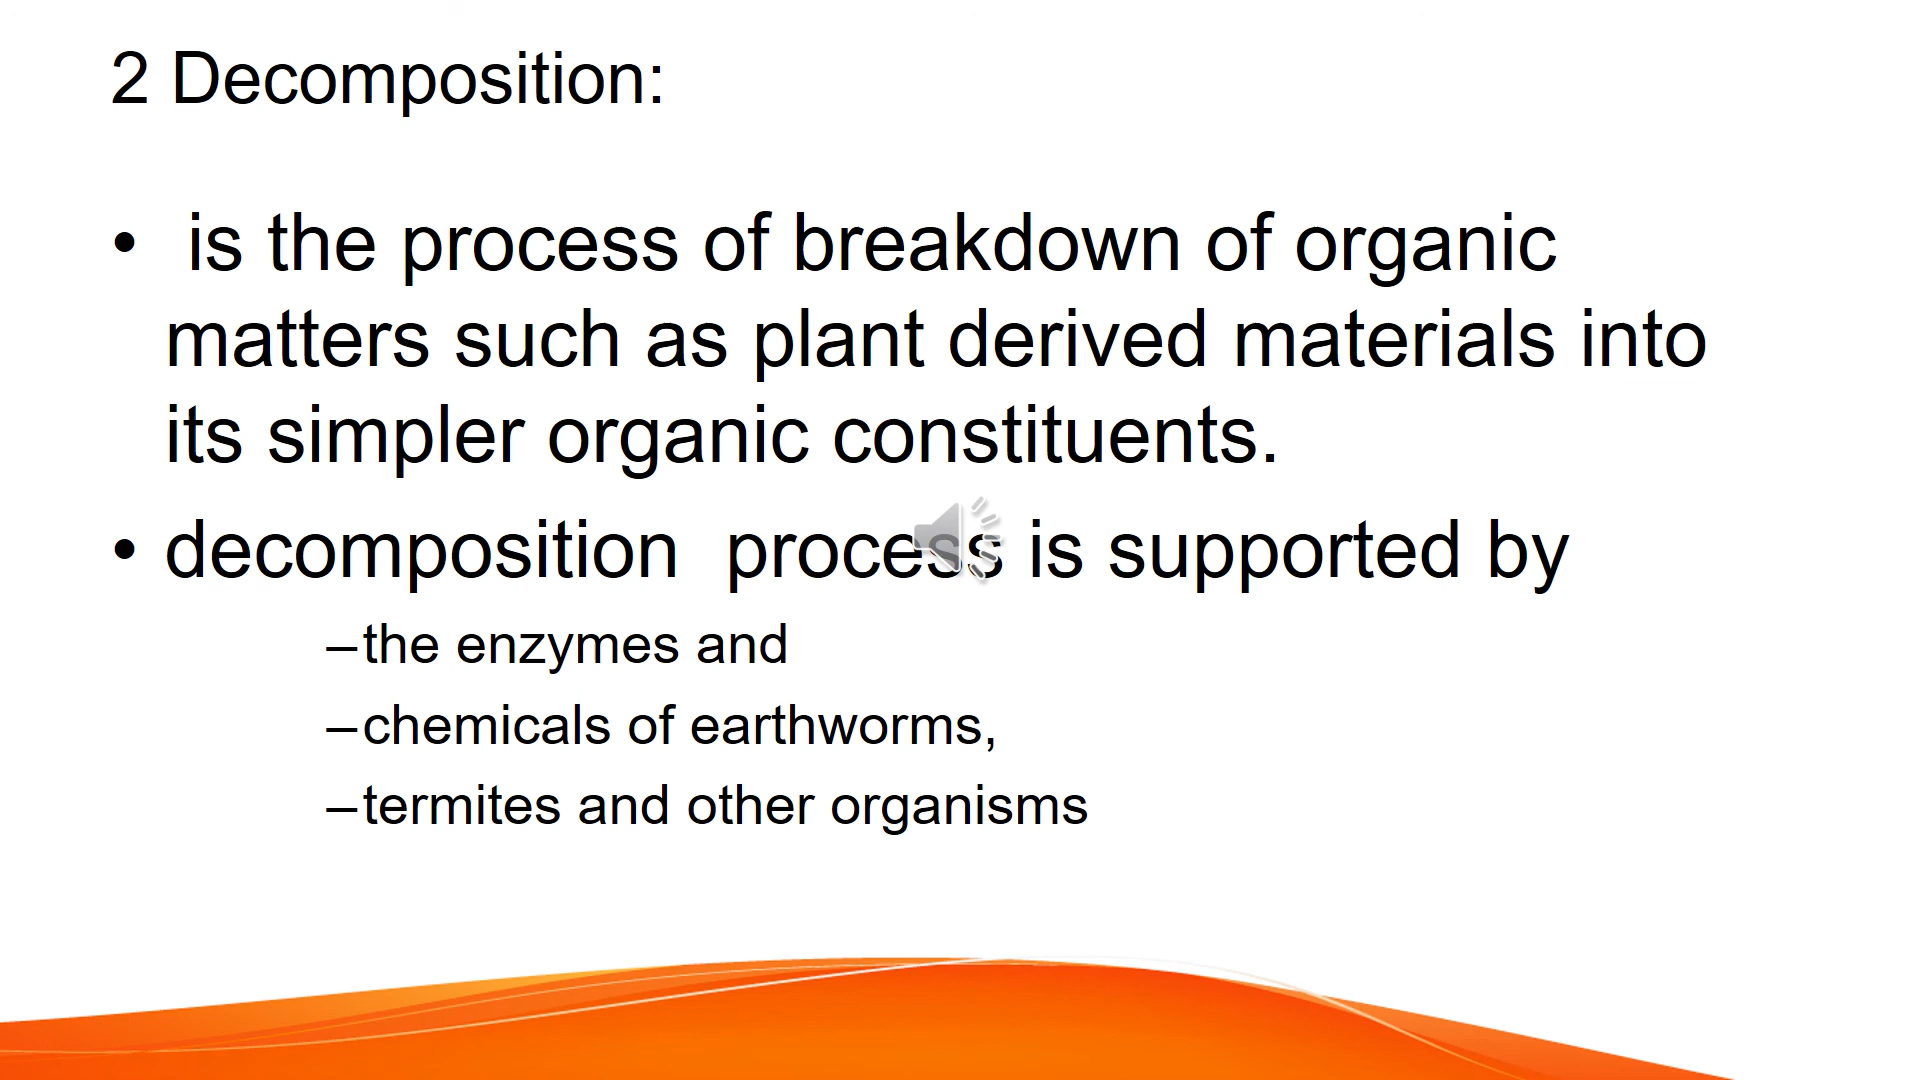 2 Decomposition:
• is the process of breakdown of organic
matters such as plant derived materials into
its simpler organic constituents.
• decomposition process is supported by
–the enzymes and
–chemicals of earthworms,
–termites and other organisms